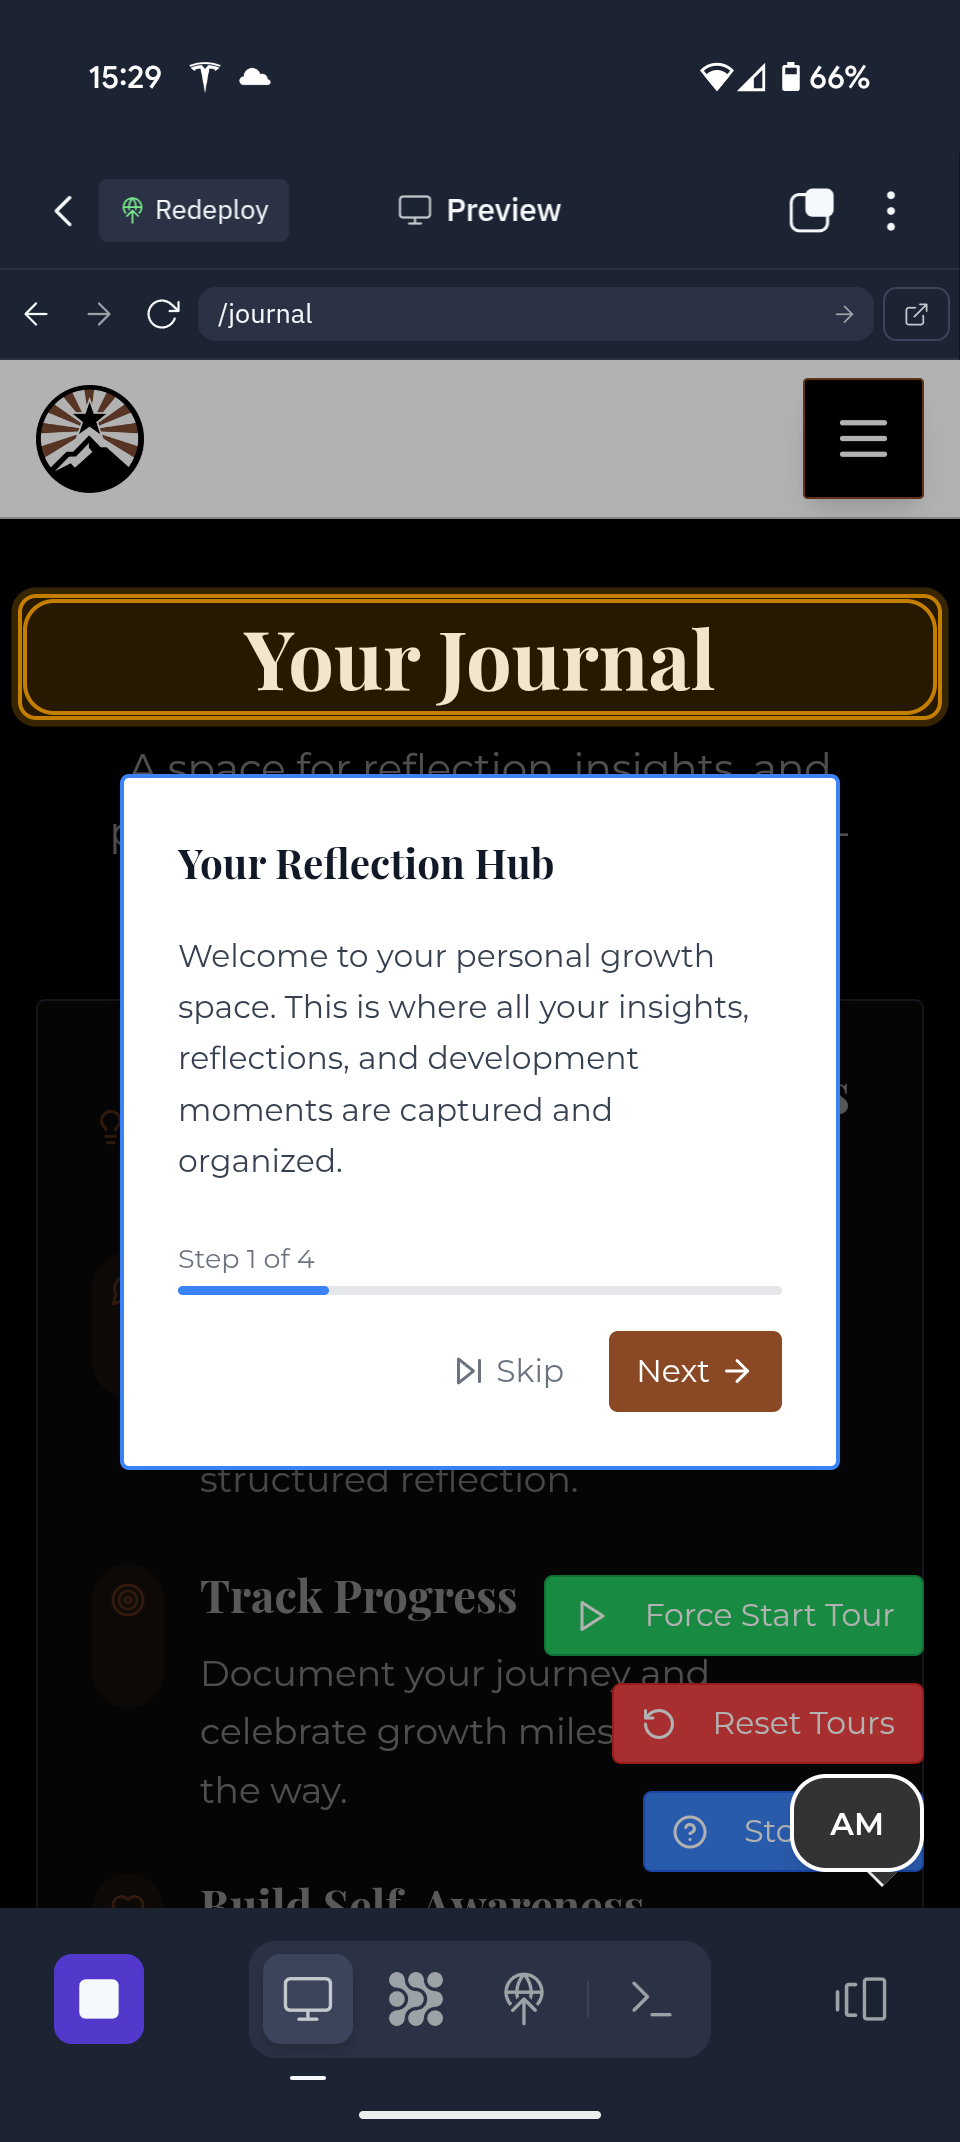 15:29
66%
Redeploy
Preview
/journal
Your Journal
A space for reflection, insights, and
Your Reflection Hub
Welcome to your personal growth
space. This is where all your insights,
reflections, and development
moments are captured and
organized.
Step 1 of 4
Skip
Next
structured reflection.
Track Progress
Force Start Tour
Document your journey and
celebrate growth miles
Reset Tours
the way.
AM
Build Self-Awareness